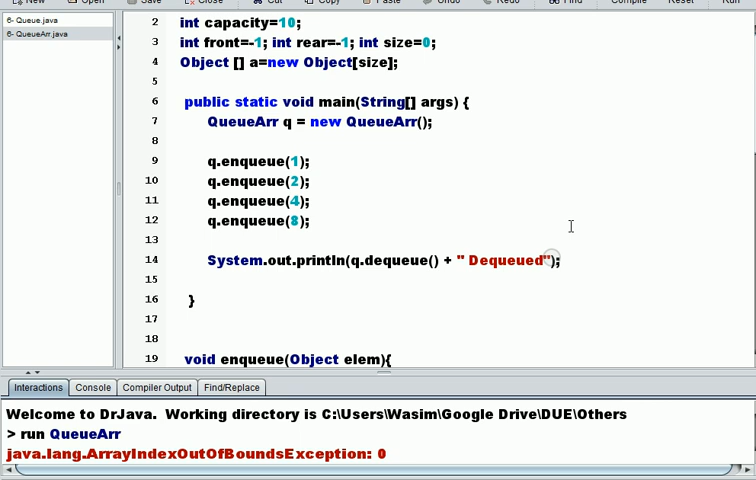 New Open Save Close Cut Copy Paste Undo Redo Find Compile Reset Run
6- Queue.java
6- QueueArr.java
2 int capacity=10;
3 int front=-1; int rear=-1; int size=0;
4 Object [] a=new Object[size];
5
6 public static void main(String[] args) {
7 QueueArr q = new QueueArr();
8
9 q.enqueue(1);
10 q.enqueue(2);
11 q.enqueue(4);
12 q.enqueue(8);
13
14 System.out.println(q.dequeue() + " Dequeued");
15
16 }
17
18
19 void enqueue(Object elem){
Interactions Console Compiler Output Find/Replace
Welcome to DrJava. Working directory is C:\Users\Wasim\Google Drive\DUE\Others
> run QueueArr
java.lang.ArrayIndexOutOfBoundsException: 0